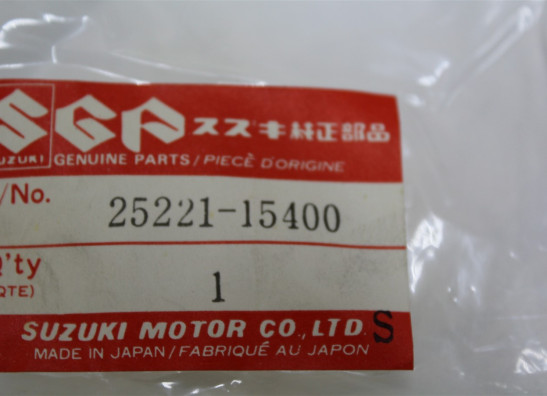 SGP スズキ純正部品
UZUKI GENUINE PARTS / PIECÈ D'ORIGINE
/No. 25221-15400
Q'ty
QTE) 1
SUZUKI MOTOR CO., LTD. S
MADE IN JAPAN / FABRIQUÉ AU JAPON